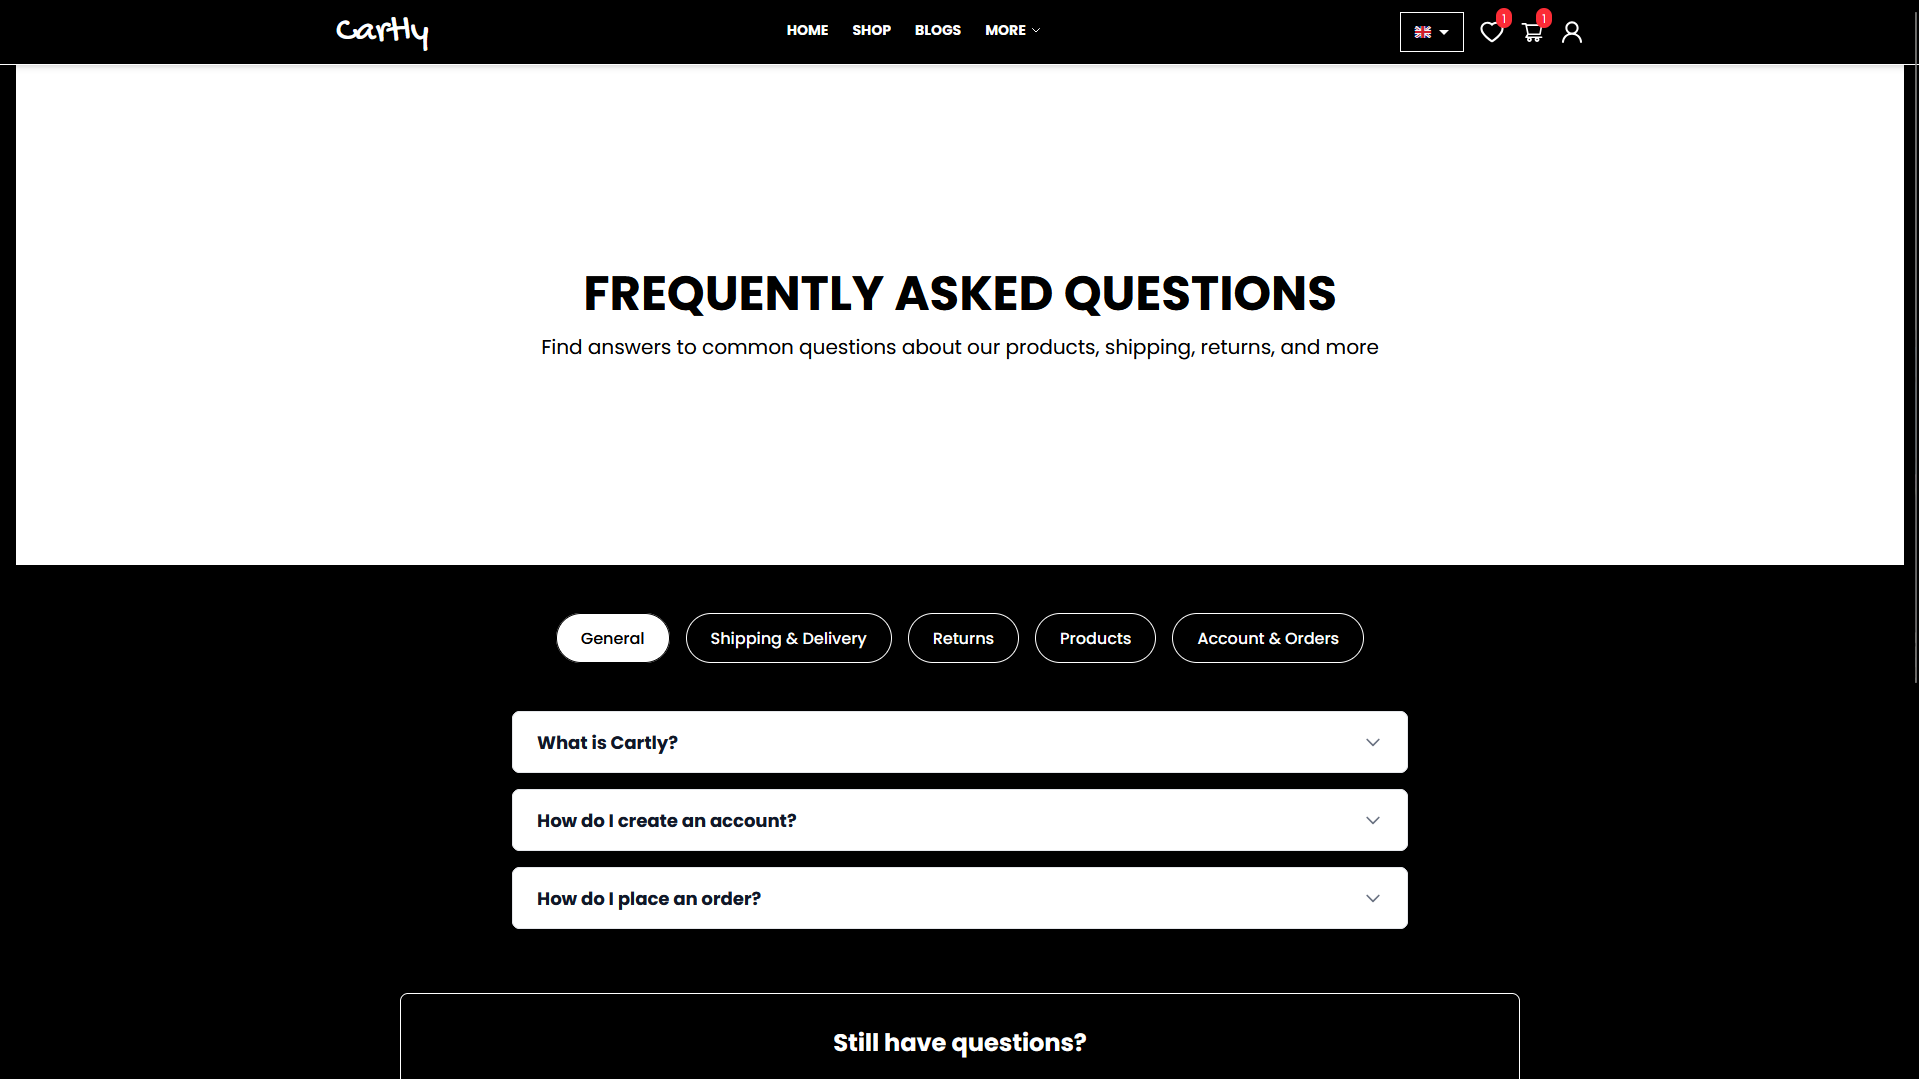 Cartly
HOME SHOP BLOGS MORE
1 1
FREQUENTLY ASKED QUESTIONS
Find answers to common questions about our products, shipping, returns, and more
General Shipping & Delivery Returns Products Account & Orders
What is Cartly?
How do I create an account?
How do I place an order?
Still have questions?